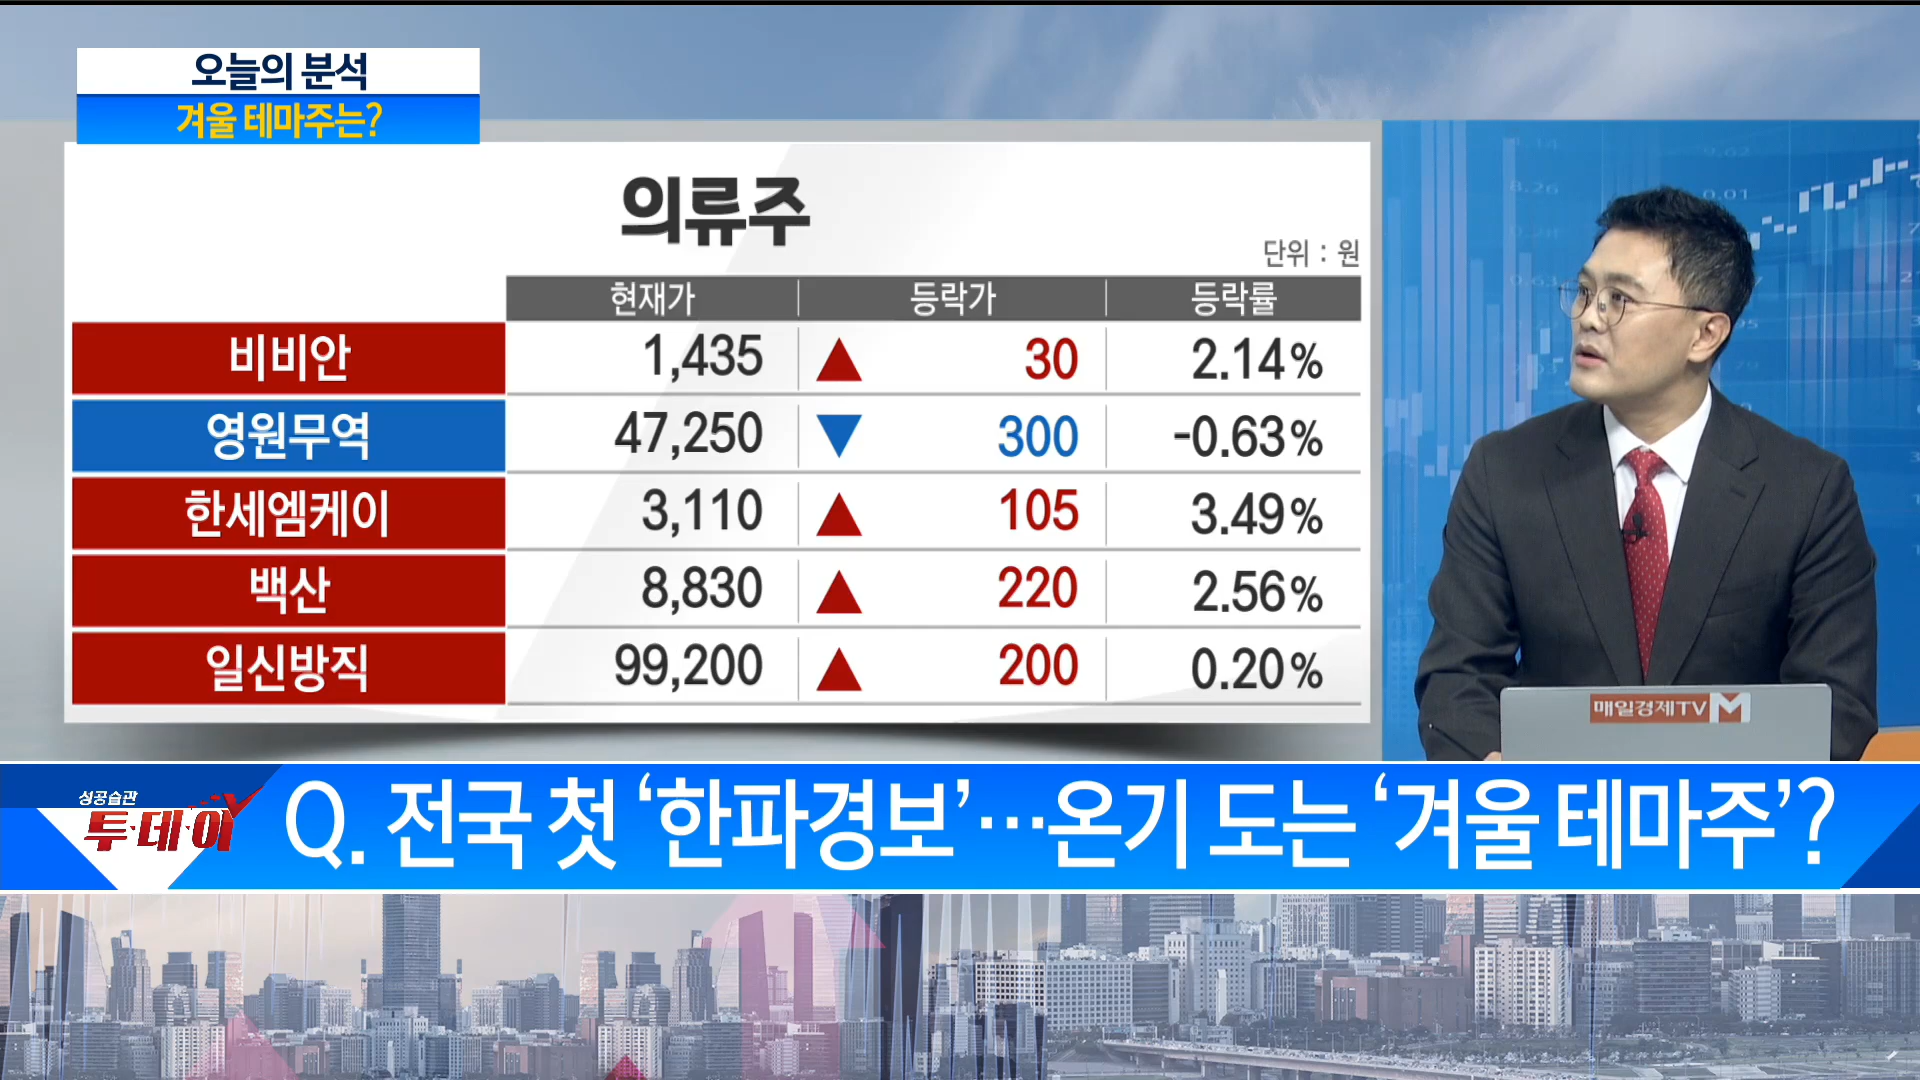 오늘의 분석
겨울 테마주는?
의류주
단위 : 원
현재가 등락가 등락률
비비안 1,435 ▲ 30 2.14%
영원무역 47,250 ▼ 300 -0.63%
한세엠케이 3,110 ▲ 105 3.49%
백산 8,830 ▲ 220 2.56%
일신방직 99,200 ▲ 200 0.20%
매일경제TV M
성공습관
투·데·이
Q. 전국 첫 ‘한파경보’…온기 도는 ‘겨울 테마주’?